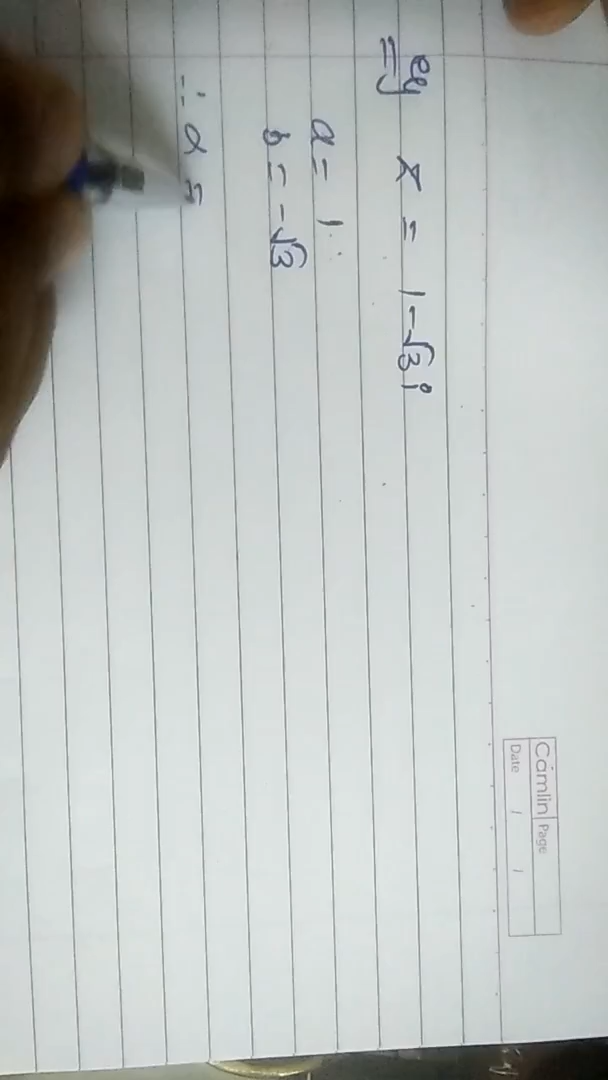 Camlin Page
Date / /
eg z = 1-√3i
a = 1
b = -√3
∴ α =